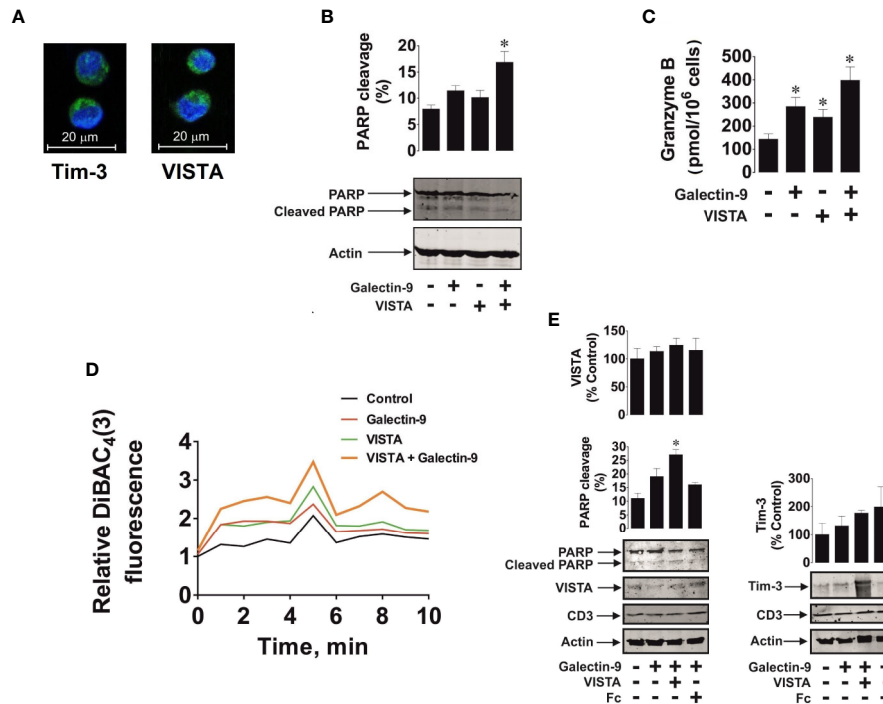 A
20 μm
20 μm
Tim-3
VISTA
B
PARP cleavage
(%)
20
15
10
5
0
*
PARP
Cleaved PARP
Actin
Galectin-9 - + - +
VISTA - - + +
C
Granzyme B
(pmol/10⁶ cells)
500
400
300
200
100
0
* * *
Galectin-9 - + - +
VISTA - - + +
D
Control
Galectin-9
VISTA
VISTA + Galectin-9
Relative DiBAC₄(3)
fluorescence
4
3
2
1
0
0 2 4 6 8 10
Time, min
E
VISTA
(% Control)
150
100
50
0
PARP cleavage
(%)
30
25
20
15
10
5
0
*
PARP
Cleaved PARP
VISTA
CD3
Actin
Galectin-9 - + + +
VISTA - - + -
Fc - - - +
Tim-3
(% Control)
300
200
100
0
Tim-3
CD3
Actin
Galectin-9 - + +
VISTA - - +
Fc - - -